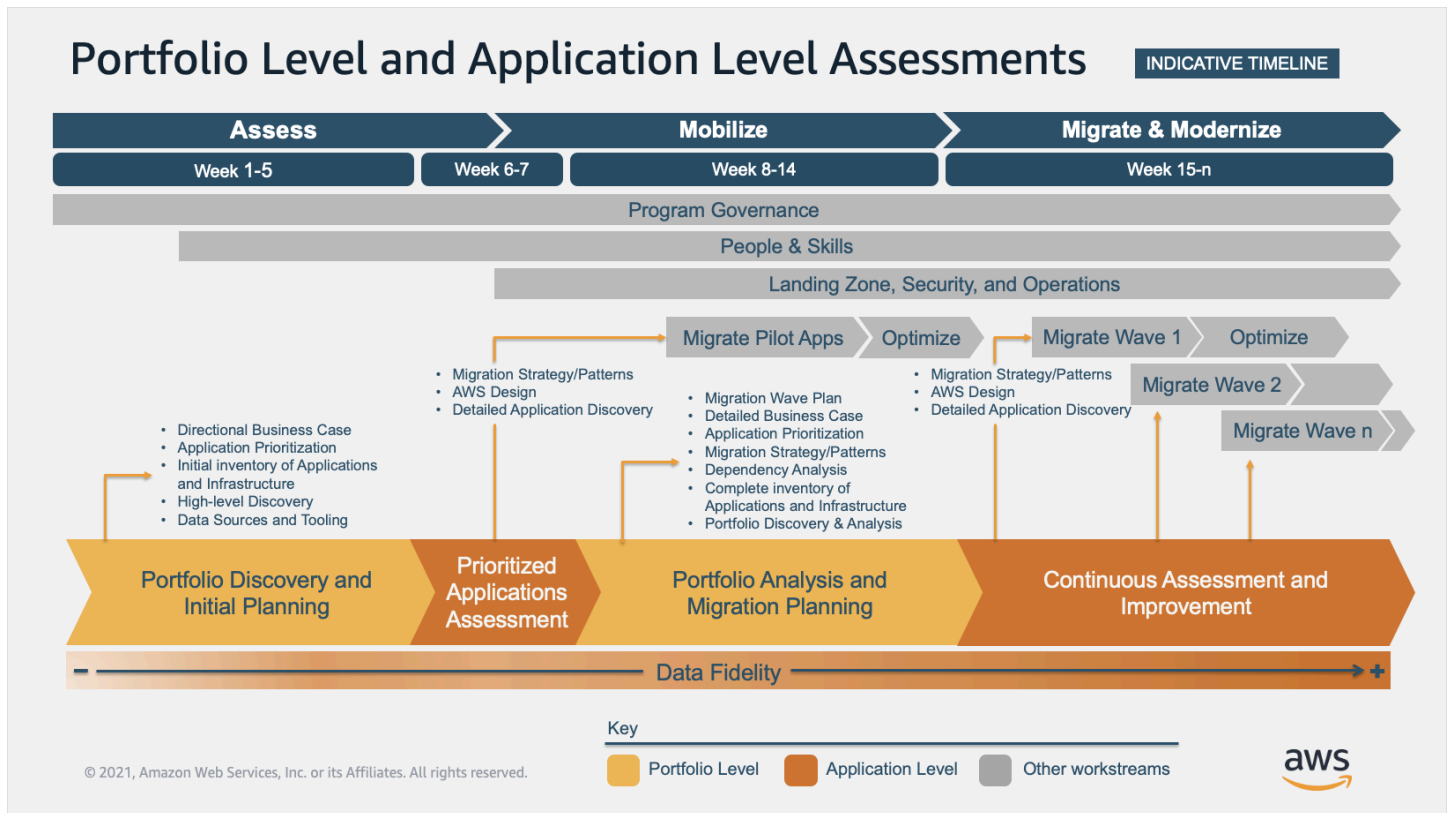 Portfolio Level and Application Level Assessments
INDICATIVE TIMELINE
Assess
Mobilize
Migrate & Modernize
Week 1-5
Week 6-7
Week 8-14
Week 15-n
Program Governance
People & Skills
Landing Zone, Security, and Operations
Migrate Pilot Apps
Optimize
Migrate Wave 1
Optimize
Migrate Wave 2
Migrate Wave n
• Directional Business Case
• Application Prioritization
• Initial inventory of Applications
and Infrastructure
• High-level Discovery
• Data Sources and Tooling
• Migration Strategy/Patterns
• AWS Design
• Detailed Application Discovery
• Migration Wave Plan
• Detailed Business Case
• Application Prioritization
• Migration Strategy/Patterns
• Dependency Analysis
• Complete inventory of
Applications and Infrastructure
• Portfolio Discovery & Analysis
• Migration Strategy/Patterns
• AWS Design
• Detailed Application Discovery
Portfolio Discovery and
Initial Planning
Prioritized
Applications
Assessment
Portfolio Analysis and
Migration Planning
Continuous Assessment and
Improvement
− Data Fidelity +
Key
Portfolio Level
Application Level
Other workstreams
© 2021, Amazon Web Services, Inc. or its Affiliates. All rights reserved.
aws